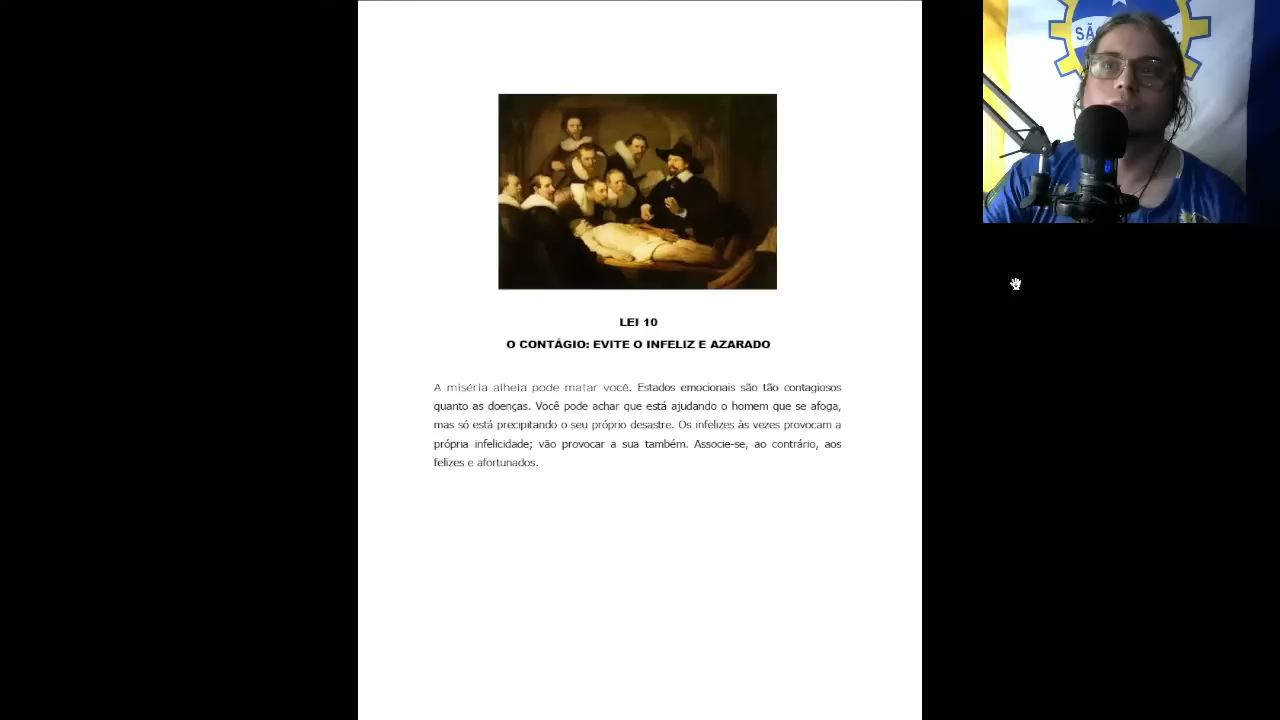 SÃO
LEI 10
O CONTÁGIO: EVITE O INFELIZ E AZARADO
A miséria alheia pode matar você. Estados emocionais são tão contagiosos
quanto as doenças. Você pode achar que está ajudando o homem que se afoga,
mas só está precipitando o seu próprio desastre. Os infelizes às vezes provocam a
própria infelicidade; vão provocar a sua também. Associe-se, ao contrário, aos
felizes e afortunados.